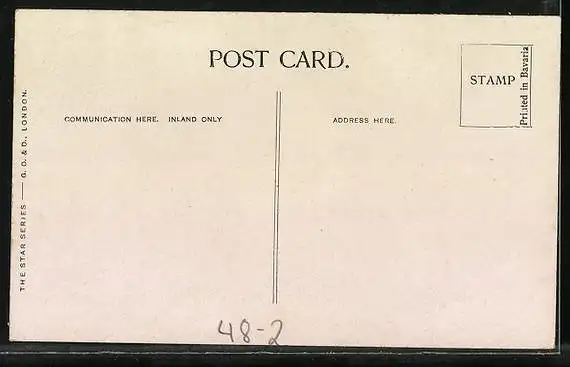 POST CARD.
STAMP
Printed in Bavaria
COMMUNICATION HERE. INLAND ONLY
ADDRESS HERE.
THE STAR SERIES — G. D. & D., LONDON.
48-2